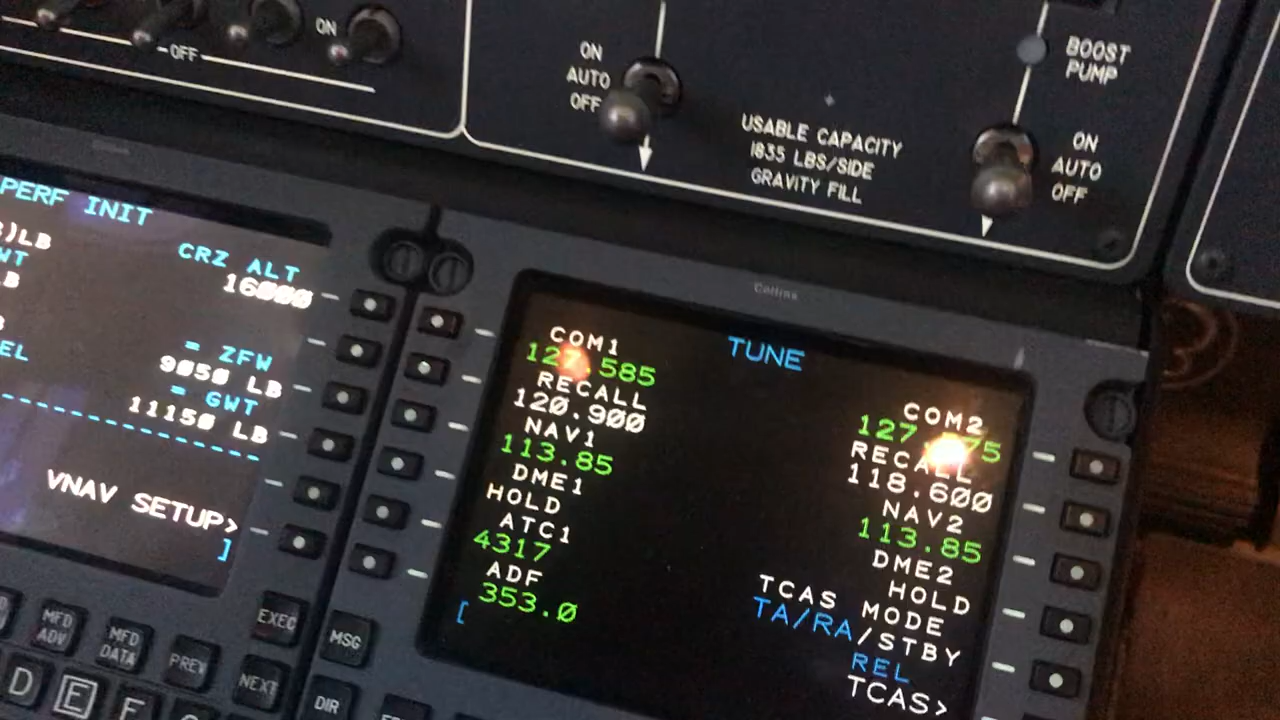 ON
OFF
ON
AUTO
OFF
USABLE CAPACITY
1835 LBS/SIDE
GRAVITY FILL
BOOST
PUMP
ON
AUTO
OFF
PERF INIT
)LB
CRZ ALT
16000
= ZFW
9050 LB
= GWT
11150 LB
VNAV SETUP>
]
EXEC
MFD
ADV
MFD
DATA
PREV
NEXT
D
E
F
Collins
TUNE
COM1
127.585
RECALL
120.900
NAV1
113.85
DME1
HOLD
ATC1
4317
ADF
353.0
[
COM2
RECALL
118.600
NAV2
113.85
DME2
HOLD
TCAS MODE
TA/RA/STBY
REL
TCAS>
MSG
DIR